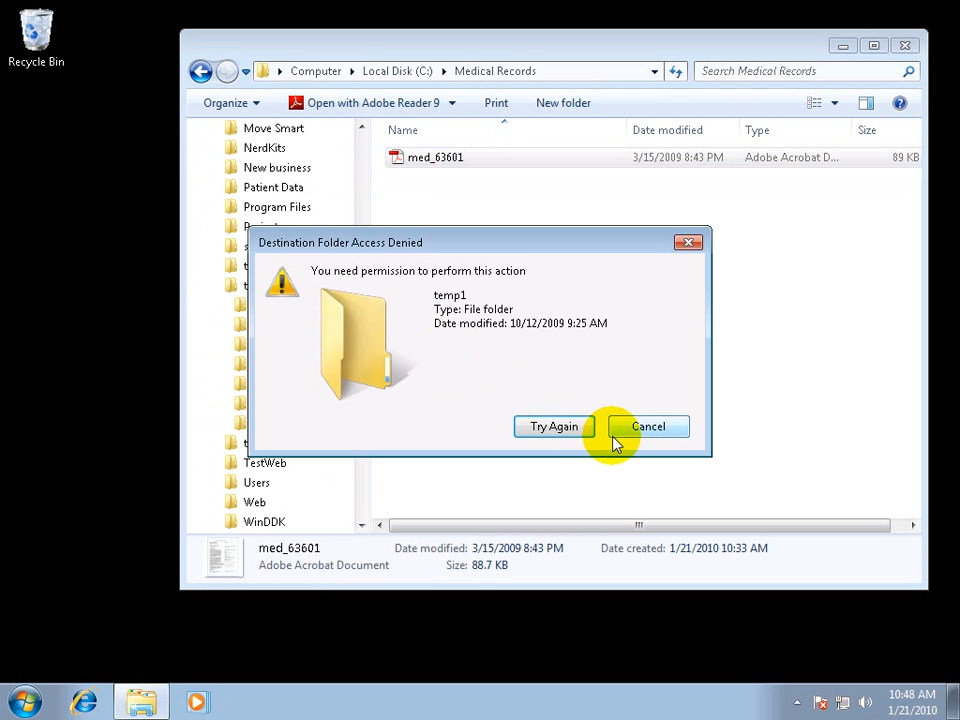 Recycle Bin
Computer Local Disk (C:) Medical Records
Search Medical Records
Organize Open with Adobe Reader 9 Print New folder
Name Date modified Type Size
med_63601 3/15/2009 8:43 PM Adobe Acrobat D... 89 KB
Move Smart
NerdKits
New business
Patient Data
Program Files
Destination Folder Access Denied
You need permission to perform this action
temp1
Type: File folder
Date modified: 10/12/2009 9:25 AM
Try Again Cancel
TestWeb
Users
Web
WinDDK
med_63601 Date modified: 3/15/2009 8:43 PM Date created: 1/21/2010 10:33 AM
Adobe Acrobat Document Size: 88.7 KB
10:48 AM
1/21/2010